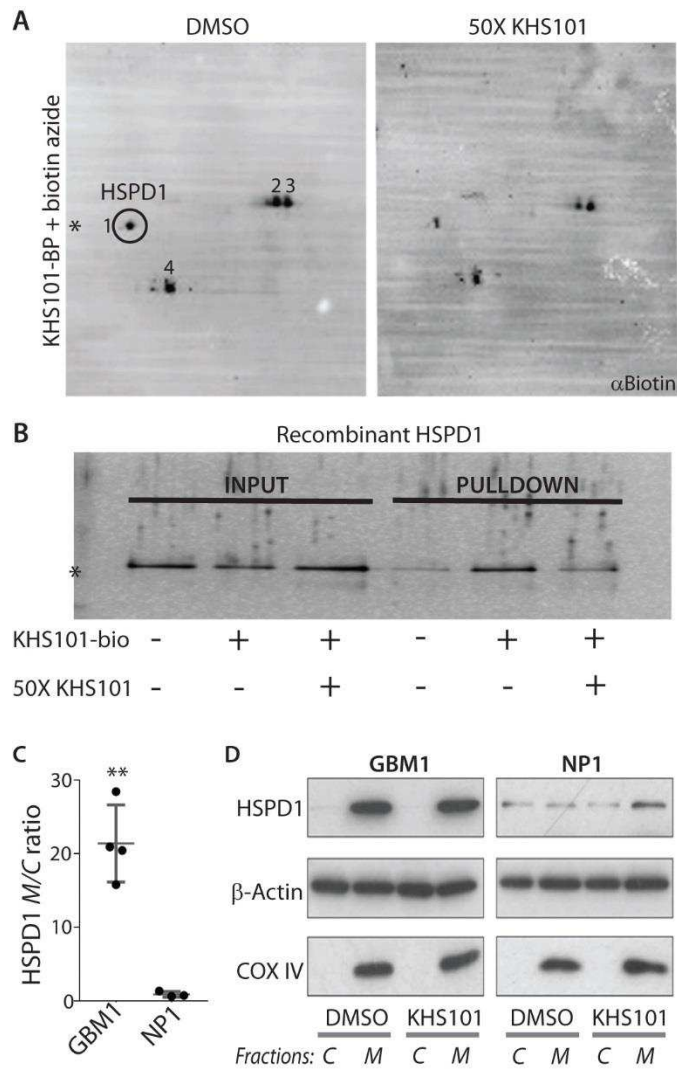 A
DMSO
50X KHS101
KHS101-BP + biotin azide
HSPD1
2 3
* 1
4
αBiotin
B
Recombinant HSPD1
INPUT PULLDOWN
*
KHS101-bio - + + - + +
50X KHS101 - - + - - +
C
HSPD1 M/C ratio
30
**
20
10
0
GBM1 NP1
D
GBM1 NP1
HSPD1
β-Actin
COX IV
DMSO KHS101 DMSO KHS101
Fractions: C M C M C M C M